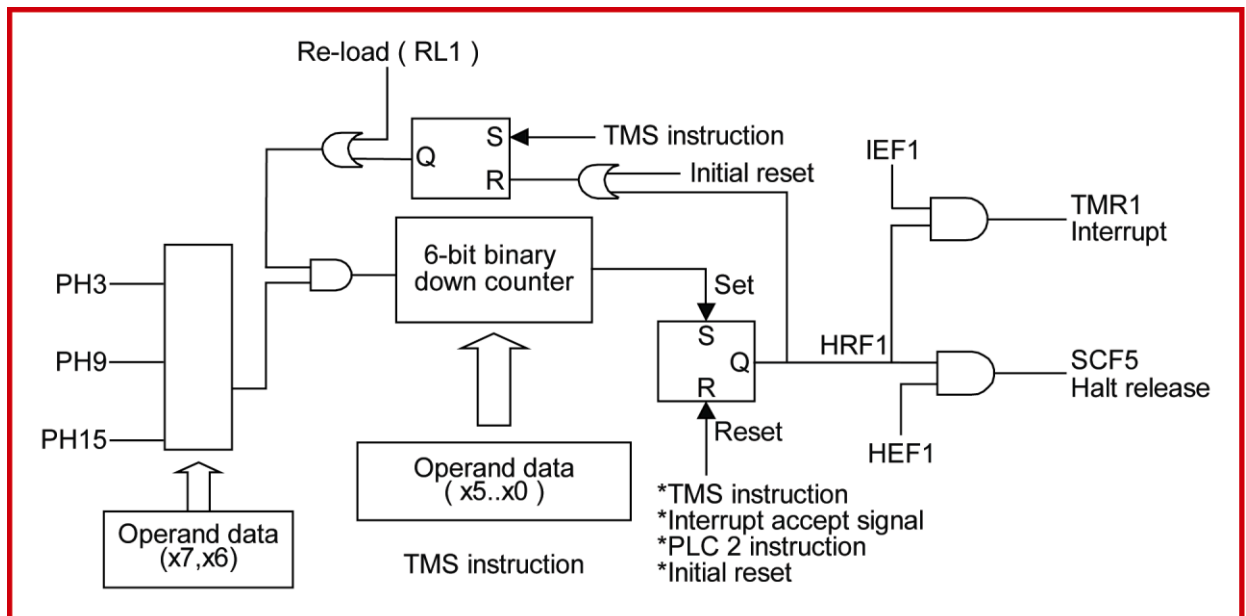 Re-load ( RL1 )
S
TMS instruction
Q
R
Initial reset
IEF1
TMR1
Interrupt
6-bit binary
down counter
PH3
Set
PH9
S
Q
HRF1
R
SCF5
Halt release
PH15
Reset
HEF1
Operand data
( x5..x0 )
*TMS instruction
*Interrupt accept signal
*PLC 2 instruction
*Initial reset
Operand data
(x7,x6)
TMS instruction